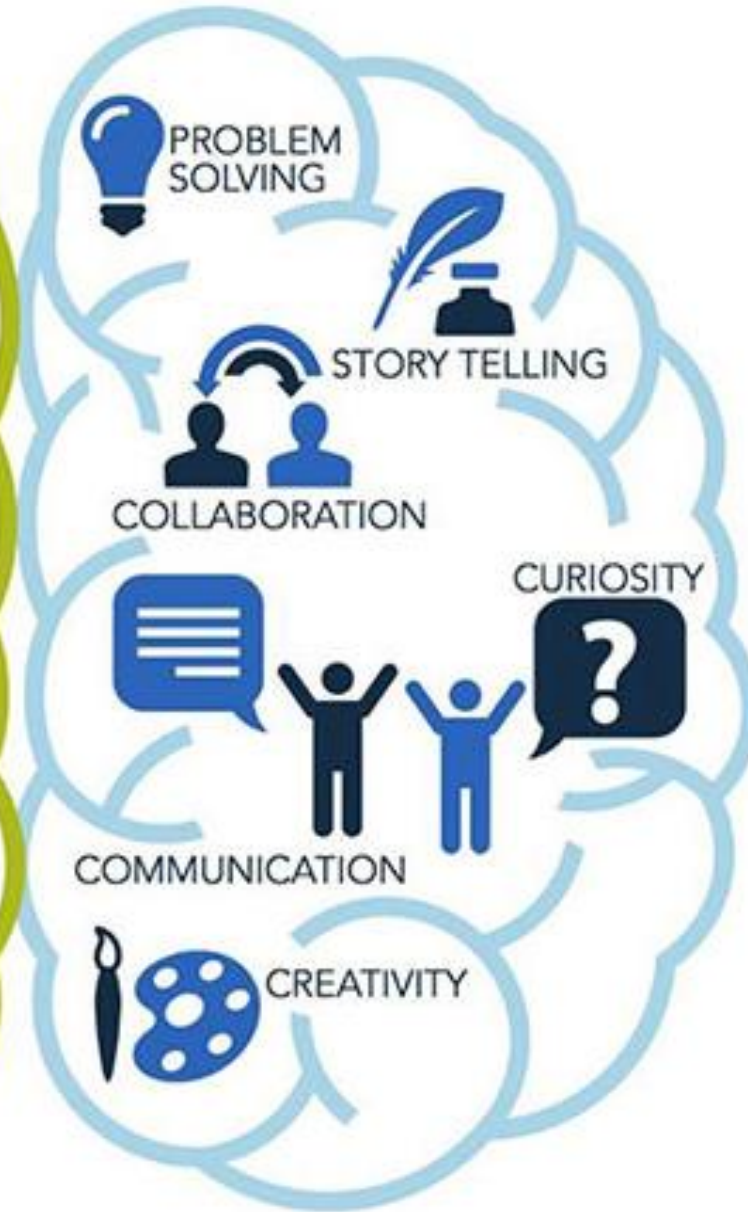 PROBLEM
SOLVING
STORY TELLING
COLLABORATION
CURIOSITY
?
COMMUNICATION
CREATIVITY